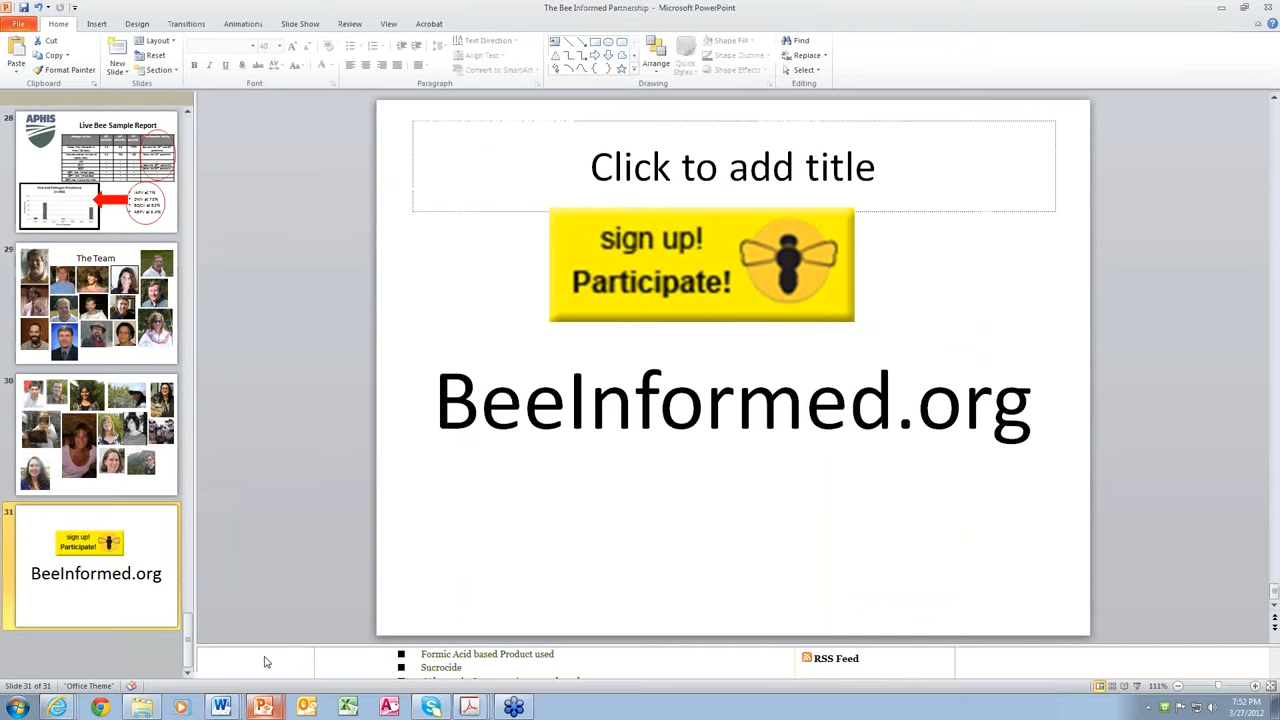 The Bee Informed Partnership - Microsoft PowerPoint
File Home Insert Design Transitions Animations Slide Show Review View Acrobat
Cut
Copy
Format Painter
Paste
Clipboard
New
Slide
Layout
Reset
Section
Slides
40
Font
Text Direction
Align Text
Convert to SmartArt
Paragraph
Arrange
Quick
Styles
Shape Fill
Shape Outline
Shape Effects
Drawing
Find
Replace
Select
Editing
28
APHIS
Live Bee Sample Report
29
The Team
30
31
sign up!
Participate!
BeeInformed.org
Click to add title
sign up!
Participate!
BeeInformed.org
Formic Acid based Product used
Sucrocide
RSS Feed
Slide 31 of 31 "Office Theme" 111%
7:52 PM
3/27/2012